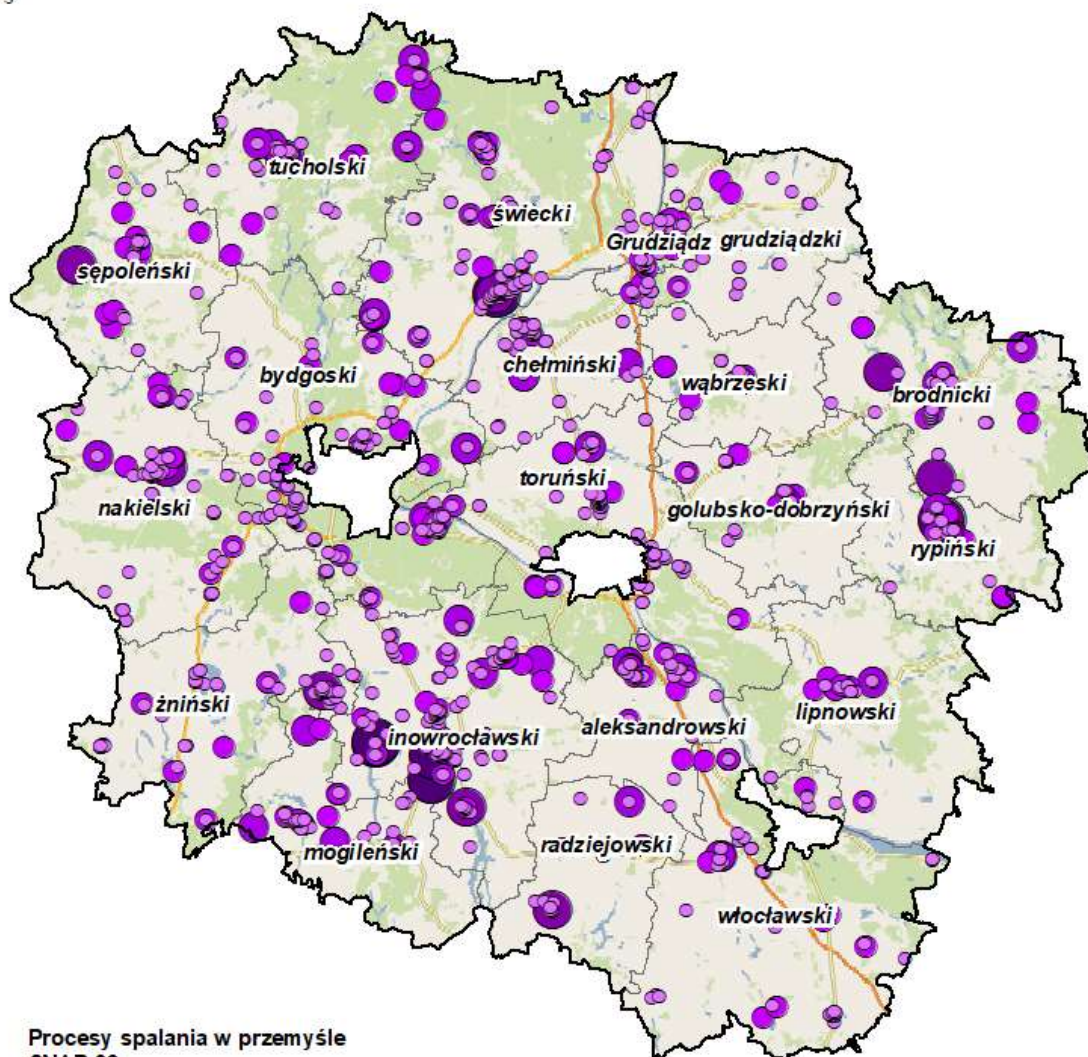 tucholski
świecki
Grudziądz grudziądzki
sępoleński
chełmiński
bydgoski
wąbrzeski
brodnicki
toruński
nakielski
golubsko-dobrzyński
rypiński
żniński
lipnowski
inowrocławski
aleksandrowski
mogileński
radziejowski
włocławski
Procesy spalania w przemyśle